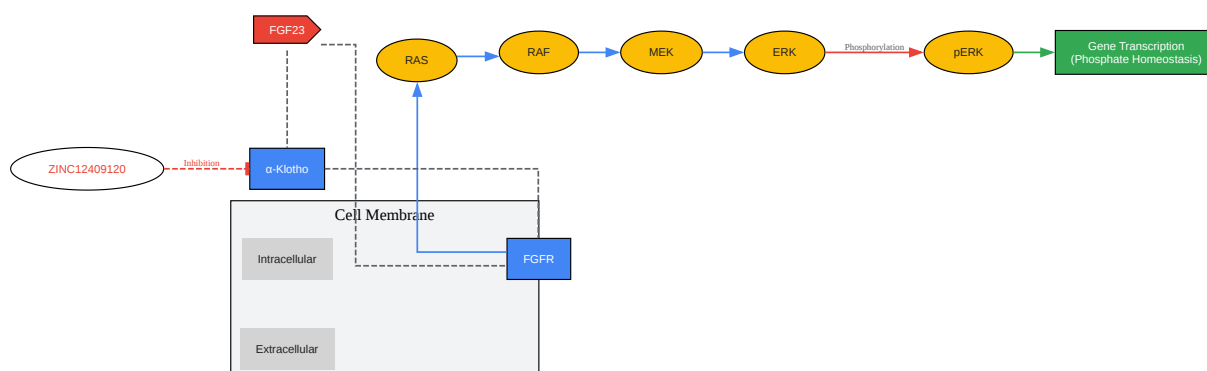 FGF23
RAS
RAF
MEK
ERK
Phosphorylation
pERK
Gene Transcription
(Phosphate Homeostasis)
ZINC12409120
Inhibition
α-Klotho
Cell Membrane
Intracellular
FGFR
Extracellular